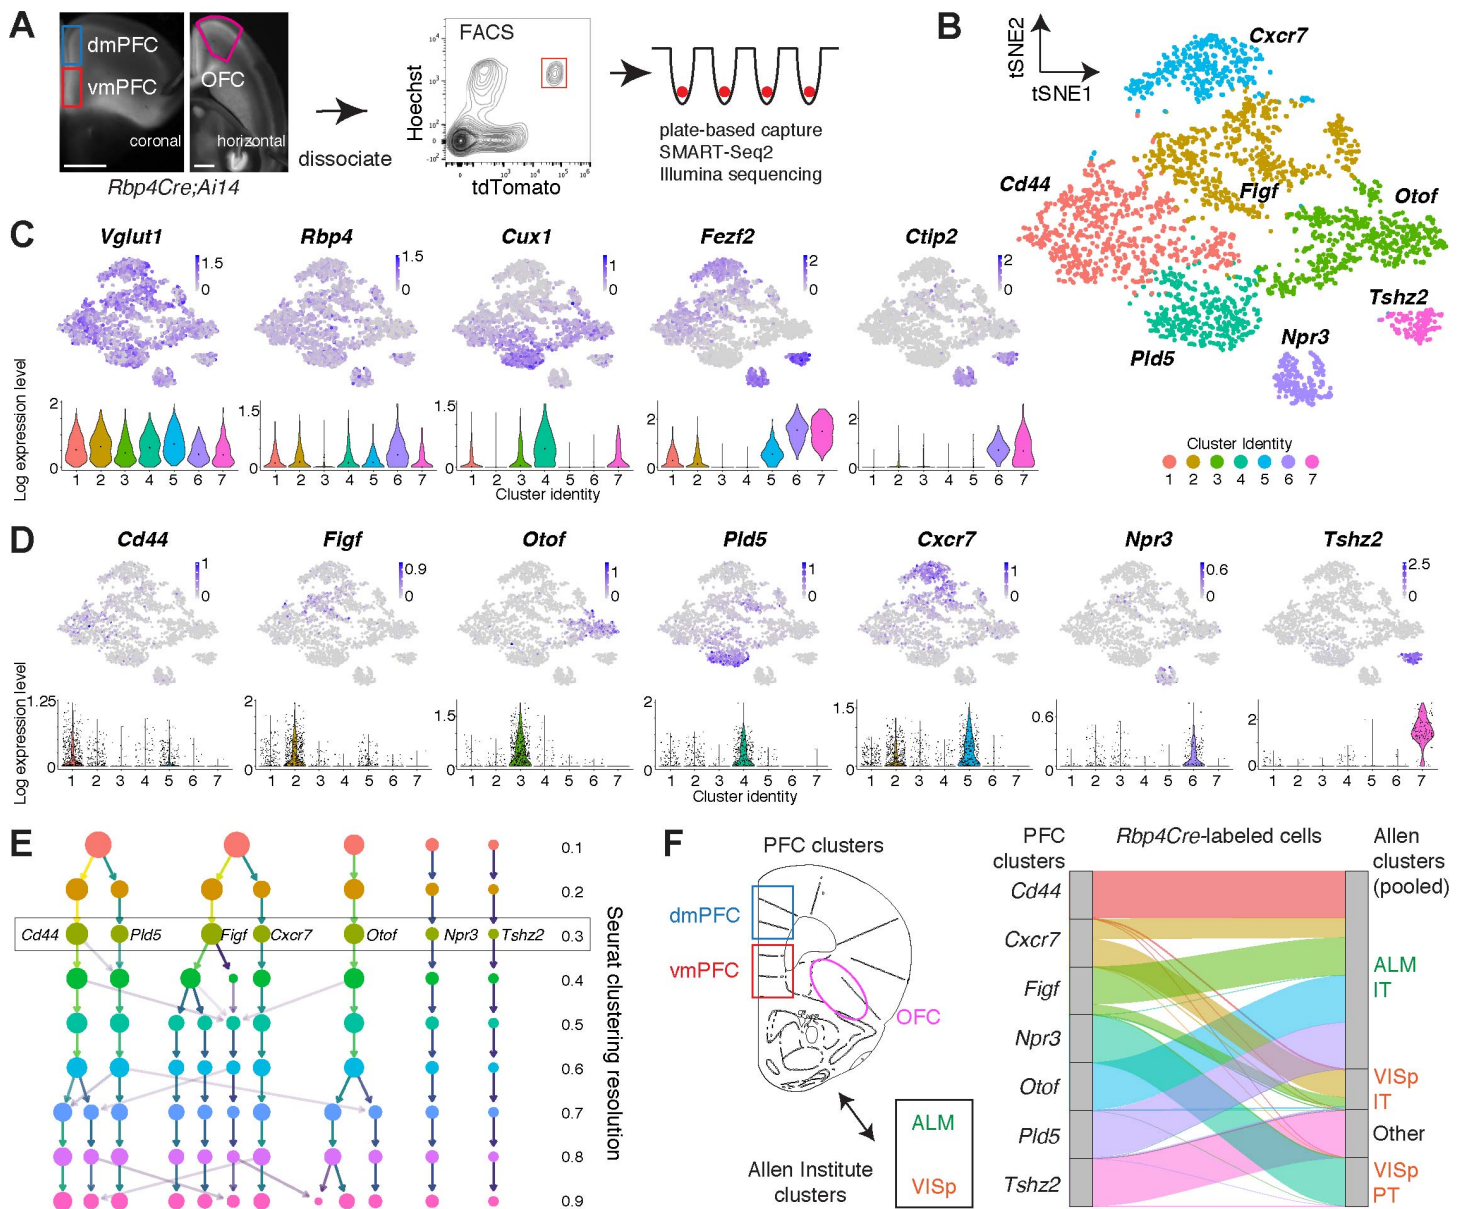 A
dmPFC
vmPFC
coronal
OFC
horizontal
Rbp4Cre;Ai14
dissociate
FACS
Hoechst
10⁴
10³
10²
0
-10²
0
10³
10⁴
10⁵
10⁶
tdTomato
plate-based capture
SMART-Seq2
Illumina sequencing
B
tSNE2
tSNE1
Cxcr7
Cd44
Figf
Otof
Tshz2
Npr3
Pld5
Cluster Identity
1 2 3 4 5 6 7
C
Vglut1 Rbp4 Cux1 Fezf2 Ctip2
1.5 1.5 1 2 2
0 0 0 0 0
Log expression level
2 1.5 1.5 2 2
0 0 0 0 0
1 2 3 4 5 6 7 1 2 3 4 5 6 7 1 2 3 4 5 6 7 1 2 3 4 5 6 7 1 2 3 4 5 6 7
Cluster identity
D
Cd44 Figf Otof Pld5 Cxcr7 Npr3 Tshz2
1 0.9 1 1 1 0.6 2.5
0 0 0 0 0 0 0
Log expression level
1.25 2 1.5 2 1.5 0.6 2
0 0 0 0 0 0 0
1 2 3 4 5 6 7 1 2 3 4 5 6 7 1 2 3 4 5 6 7 1 2 3 4 5 6 7 1 2 3 4 5 6 7 1 2 3 4 5 6 7 1 2 3 4 5 6 7
Cluster identity
E
0.1
0.2
Cd44 Pld5 Figf Cxcr7 Otof Npr3 Tshz2 0.3
0.4
0.5
0.6
0.7
0.8
0.9
Seurat clustering resolution
F
PFC clusters
dmPFC
vmPFC
OFC
Allen Institute
clusters
ALM
VISp
PFC
clusters
Rbp4Cre-labeled cells
Allen
clusters
(pooled)
Cd44
Cxcr7
Figf
Npr3
Otof
Pld5
Tshz2
ALM
IT
VISp
IT
Other
VISp
PT